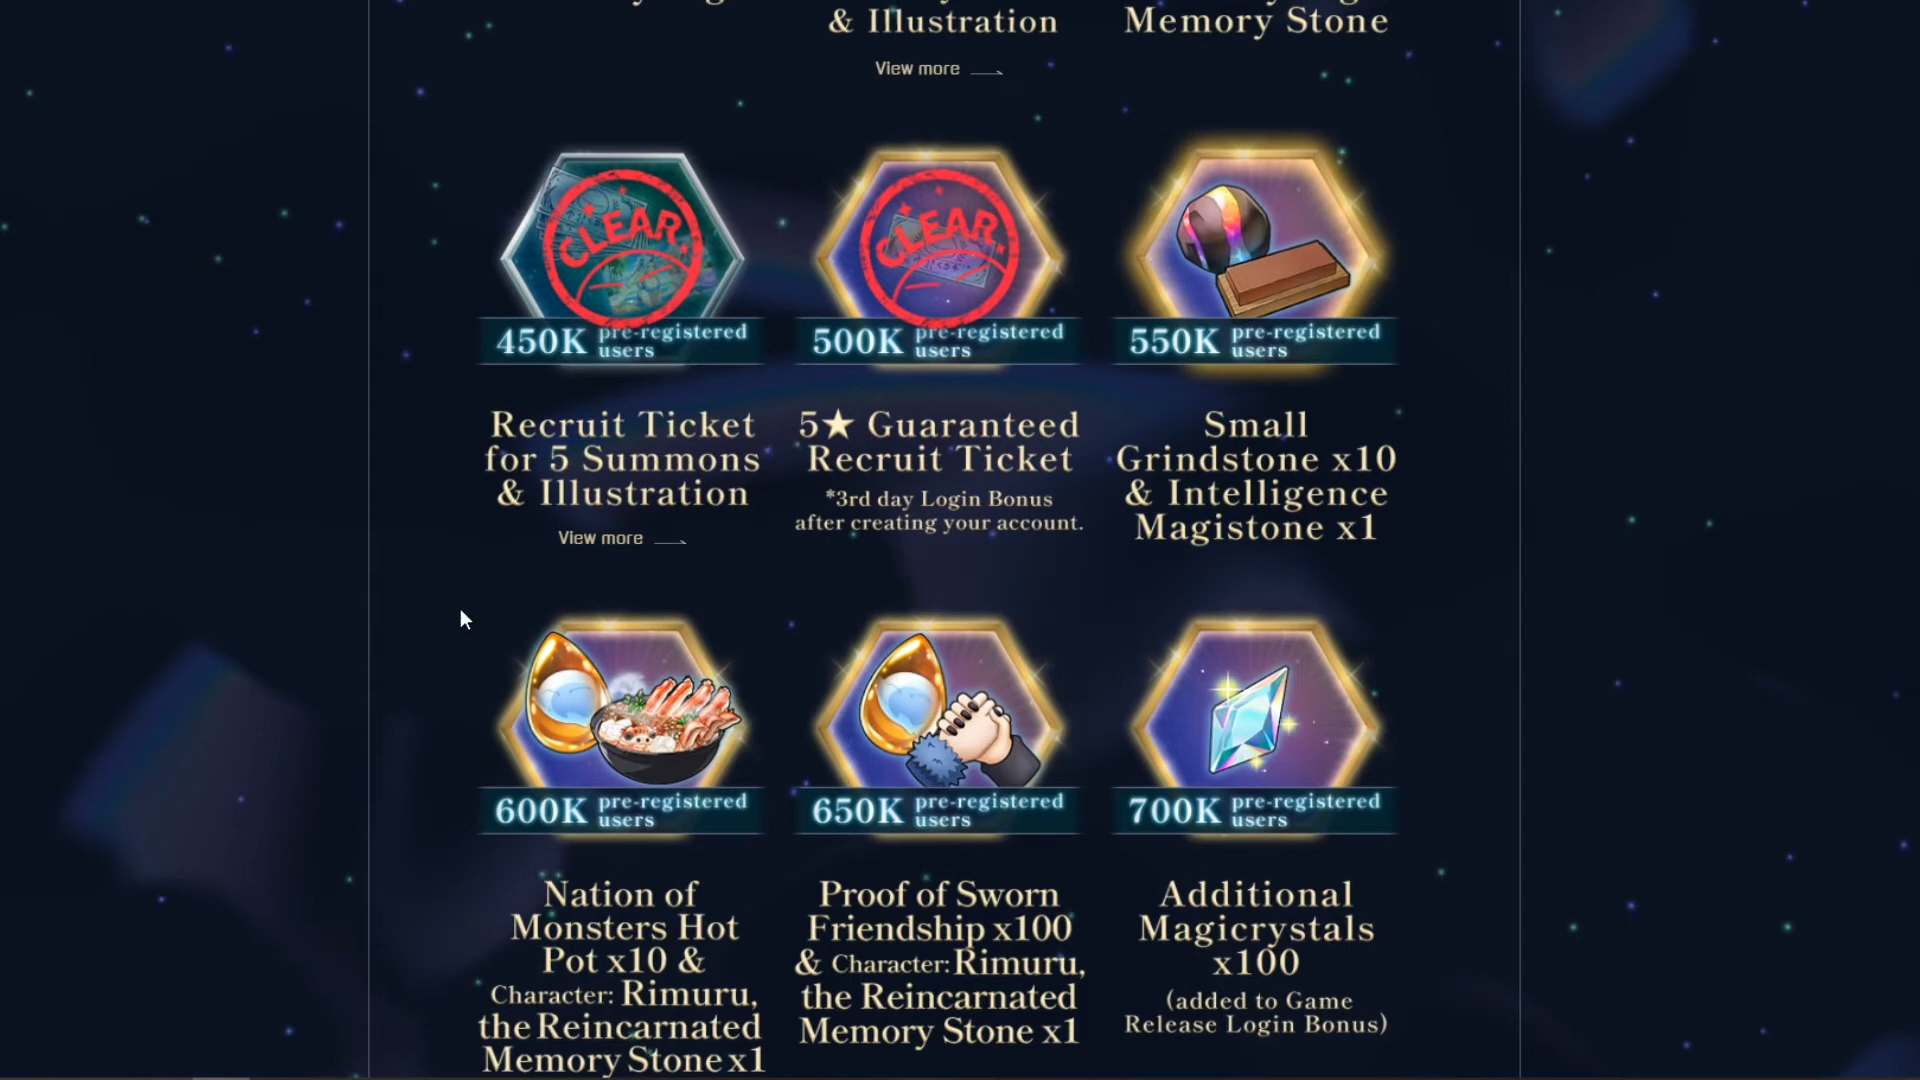 & Illustration
Memory Stone
View more
CLEAR
CLEAR
450K pre-registered users
500K pre-registered users
550K pre-registered users
Recruit Ticket
for 5 Summons
& Illustration
View more
5★ Guaranteed
Recruit Ticket
*3rd day Login Bonus
after creating your account.
Small
Grindstone x10
& Intelligence
Magistone x1
600K pre-registered users
650K pre-registered users
700K pre-registered users
Nation of
Monsters Hot
Pot x10 &
Character: Rimuru,
the Reincarnated
Memory Stone x1
Proof of Sworn
Friendship x100
& Character: Rimuru,
the Reincarnated
Memory Stone x1
Additional
Magicrystals
x100
(added to Game
Release Login Bonus)